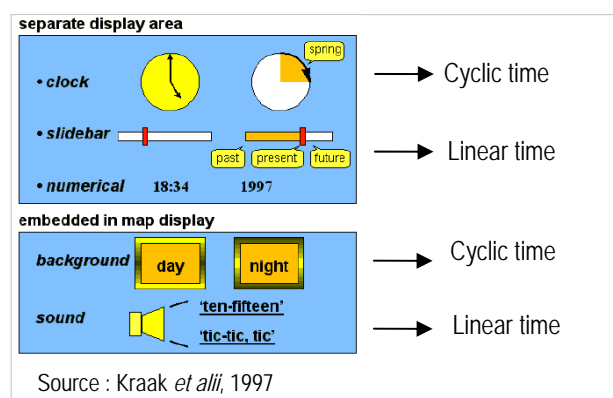 separate display area
spring
• clock
Cyclic time
• slidebar
past present future
Linear time
• numerical 18:34 1997
embedded in map display
background day night
Cyclic time
'ten-fifteen'
sound
'tic-tic, tic'
Linear time
Source : Kraak et alii, 1997